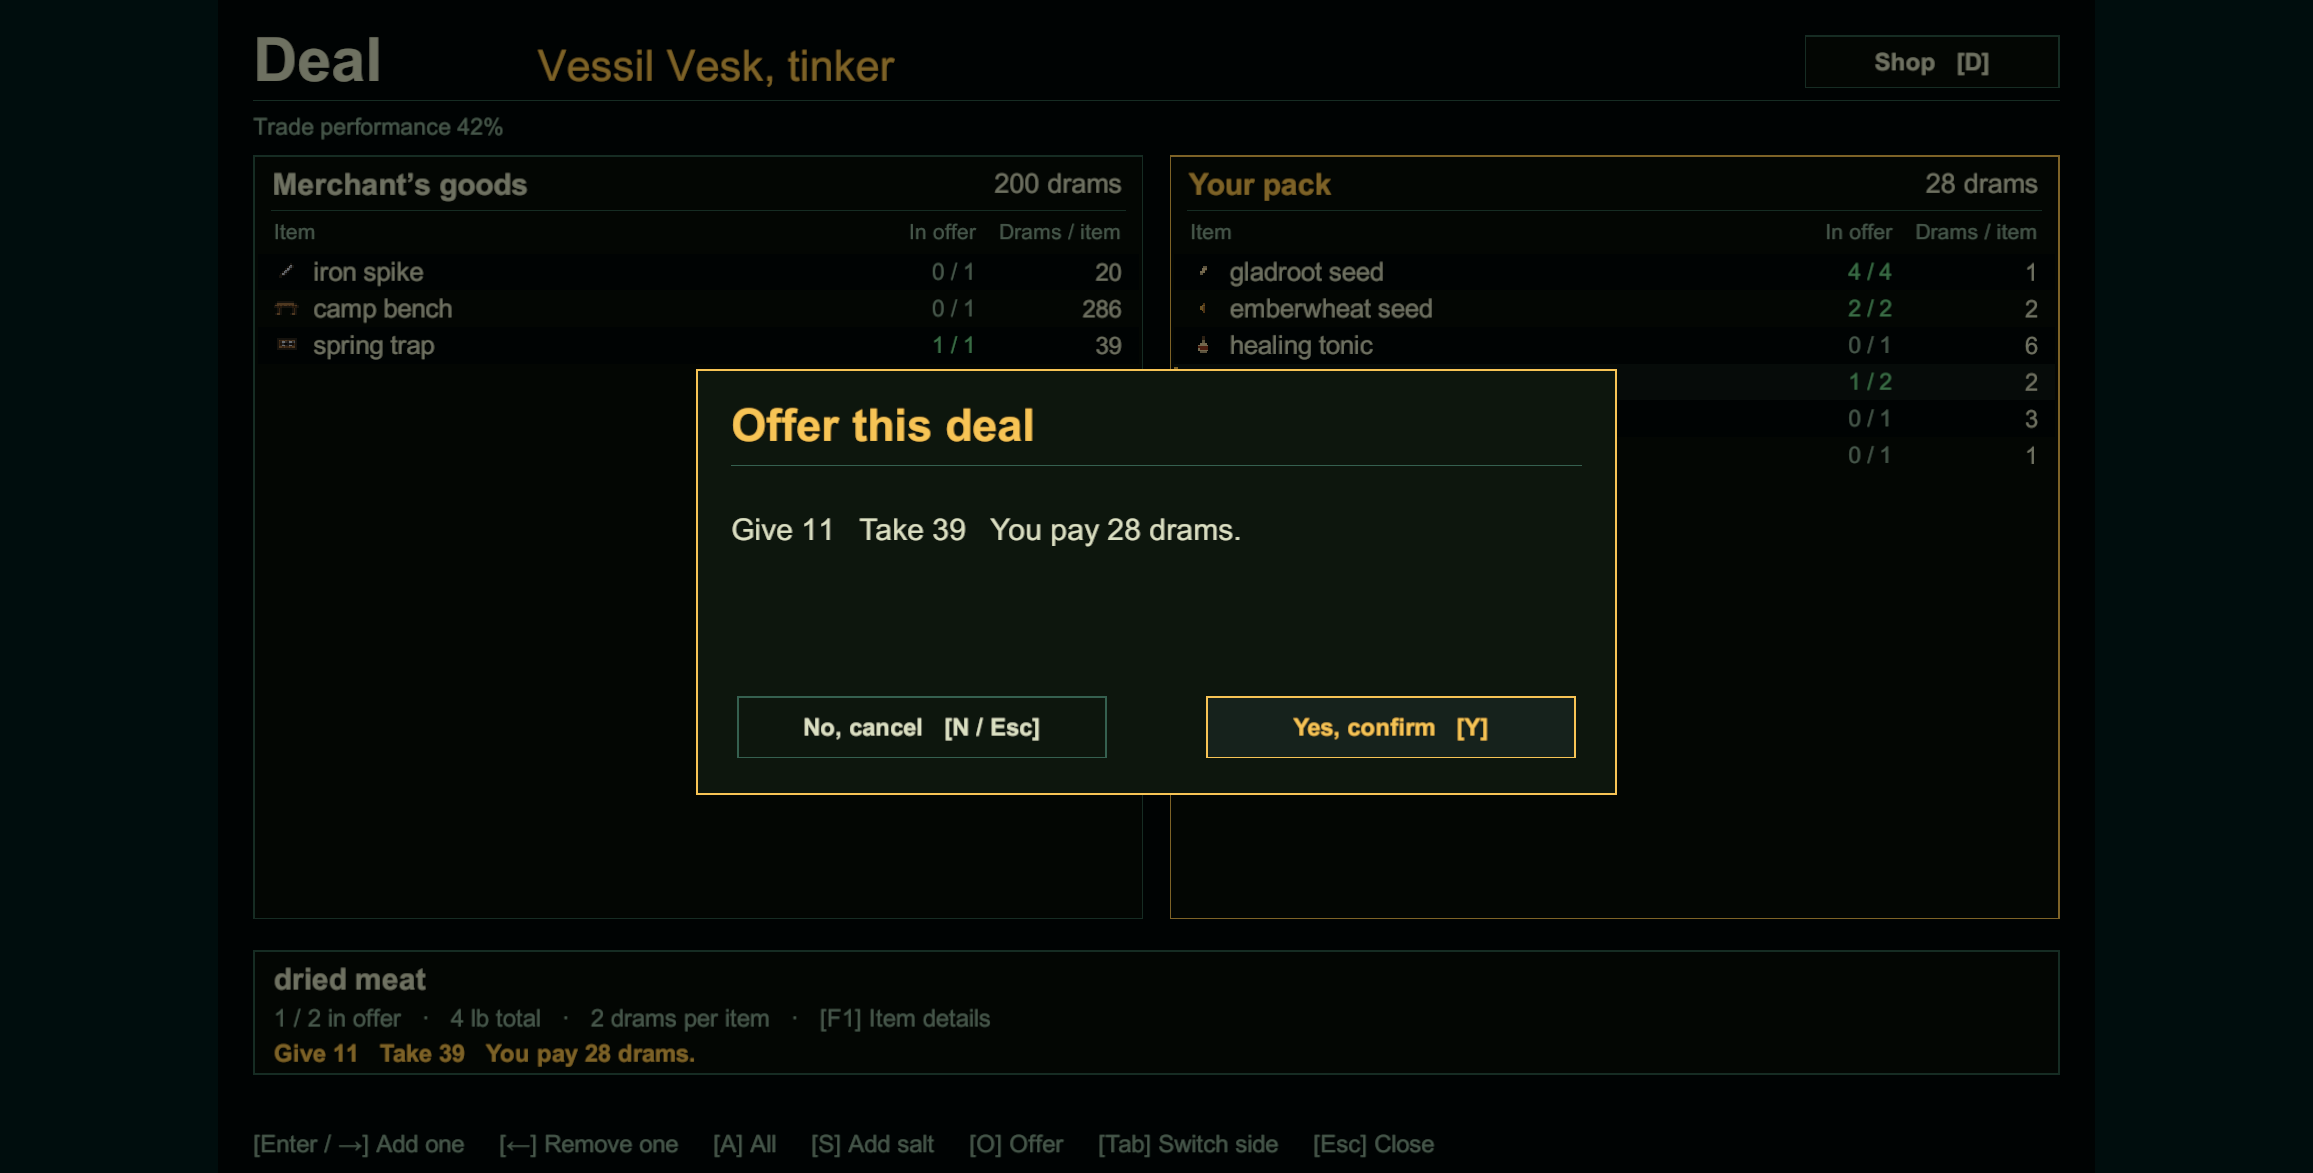 Deal Vessil Vesk, tinker Shop [D]
Trade performance 42%
Merchant’s goods 200 drams
Item In offer Drams / item
iron spike 0 / 1 20
camp bench 0 / 1 286
spring trap 1 / 1 39
Your pack 28 drams
Item In offer Drams / item
gladroot seed 4 / 4 1
emberwheat seed 2 / 2 2
healing tonic 0 / 1 6
1 / 2 2
0 / 1 3
0 / 1 1
Offer this deal
Give 11 Take 39 You pay 28 drams.
No, cancel [N / Esc] Yes, confirm [Y]
dried meat
1 / 2 in offer · 4 lb total · 2 drams per item · [F1] Item details
Give 11 Take 39 You pay 28 drams.
[Enter / →] Add one [←] Remove one [A] All [S] Add salt [O] Offer [Tab] Switch side [Esc] Close